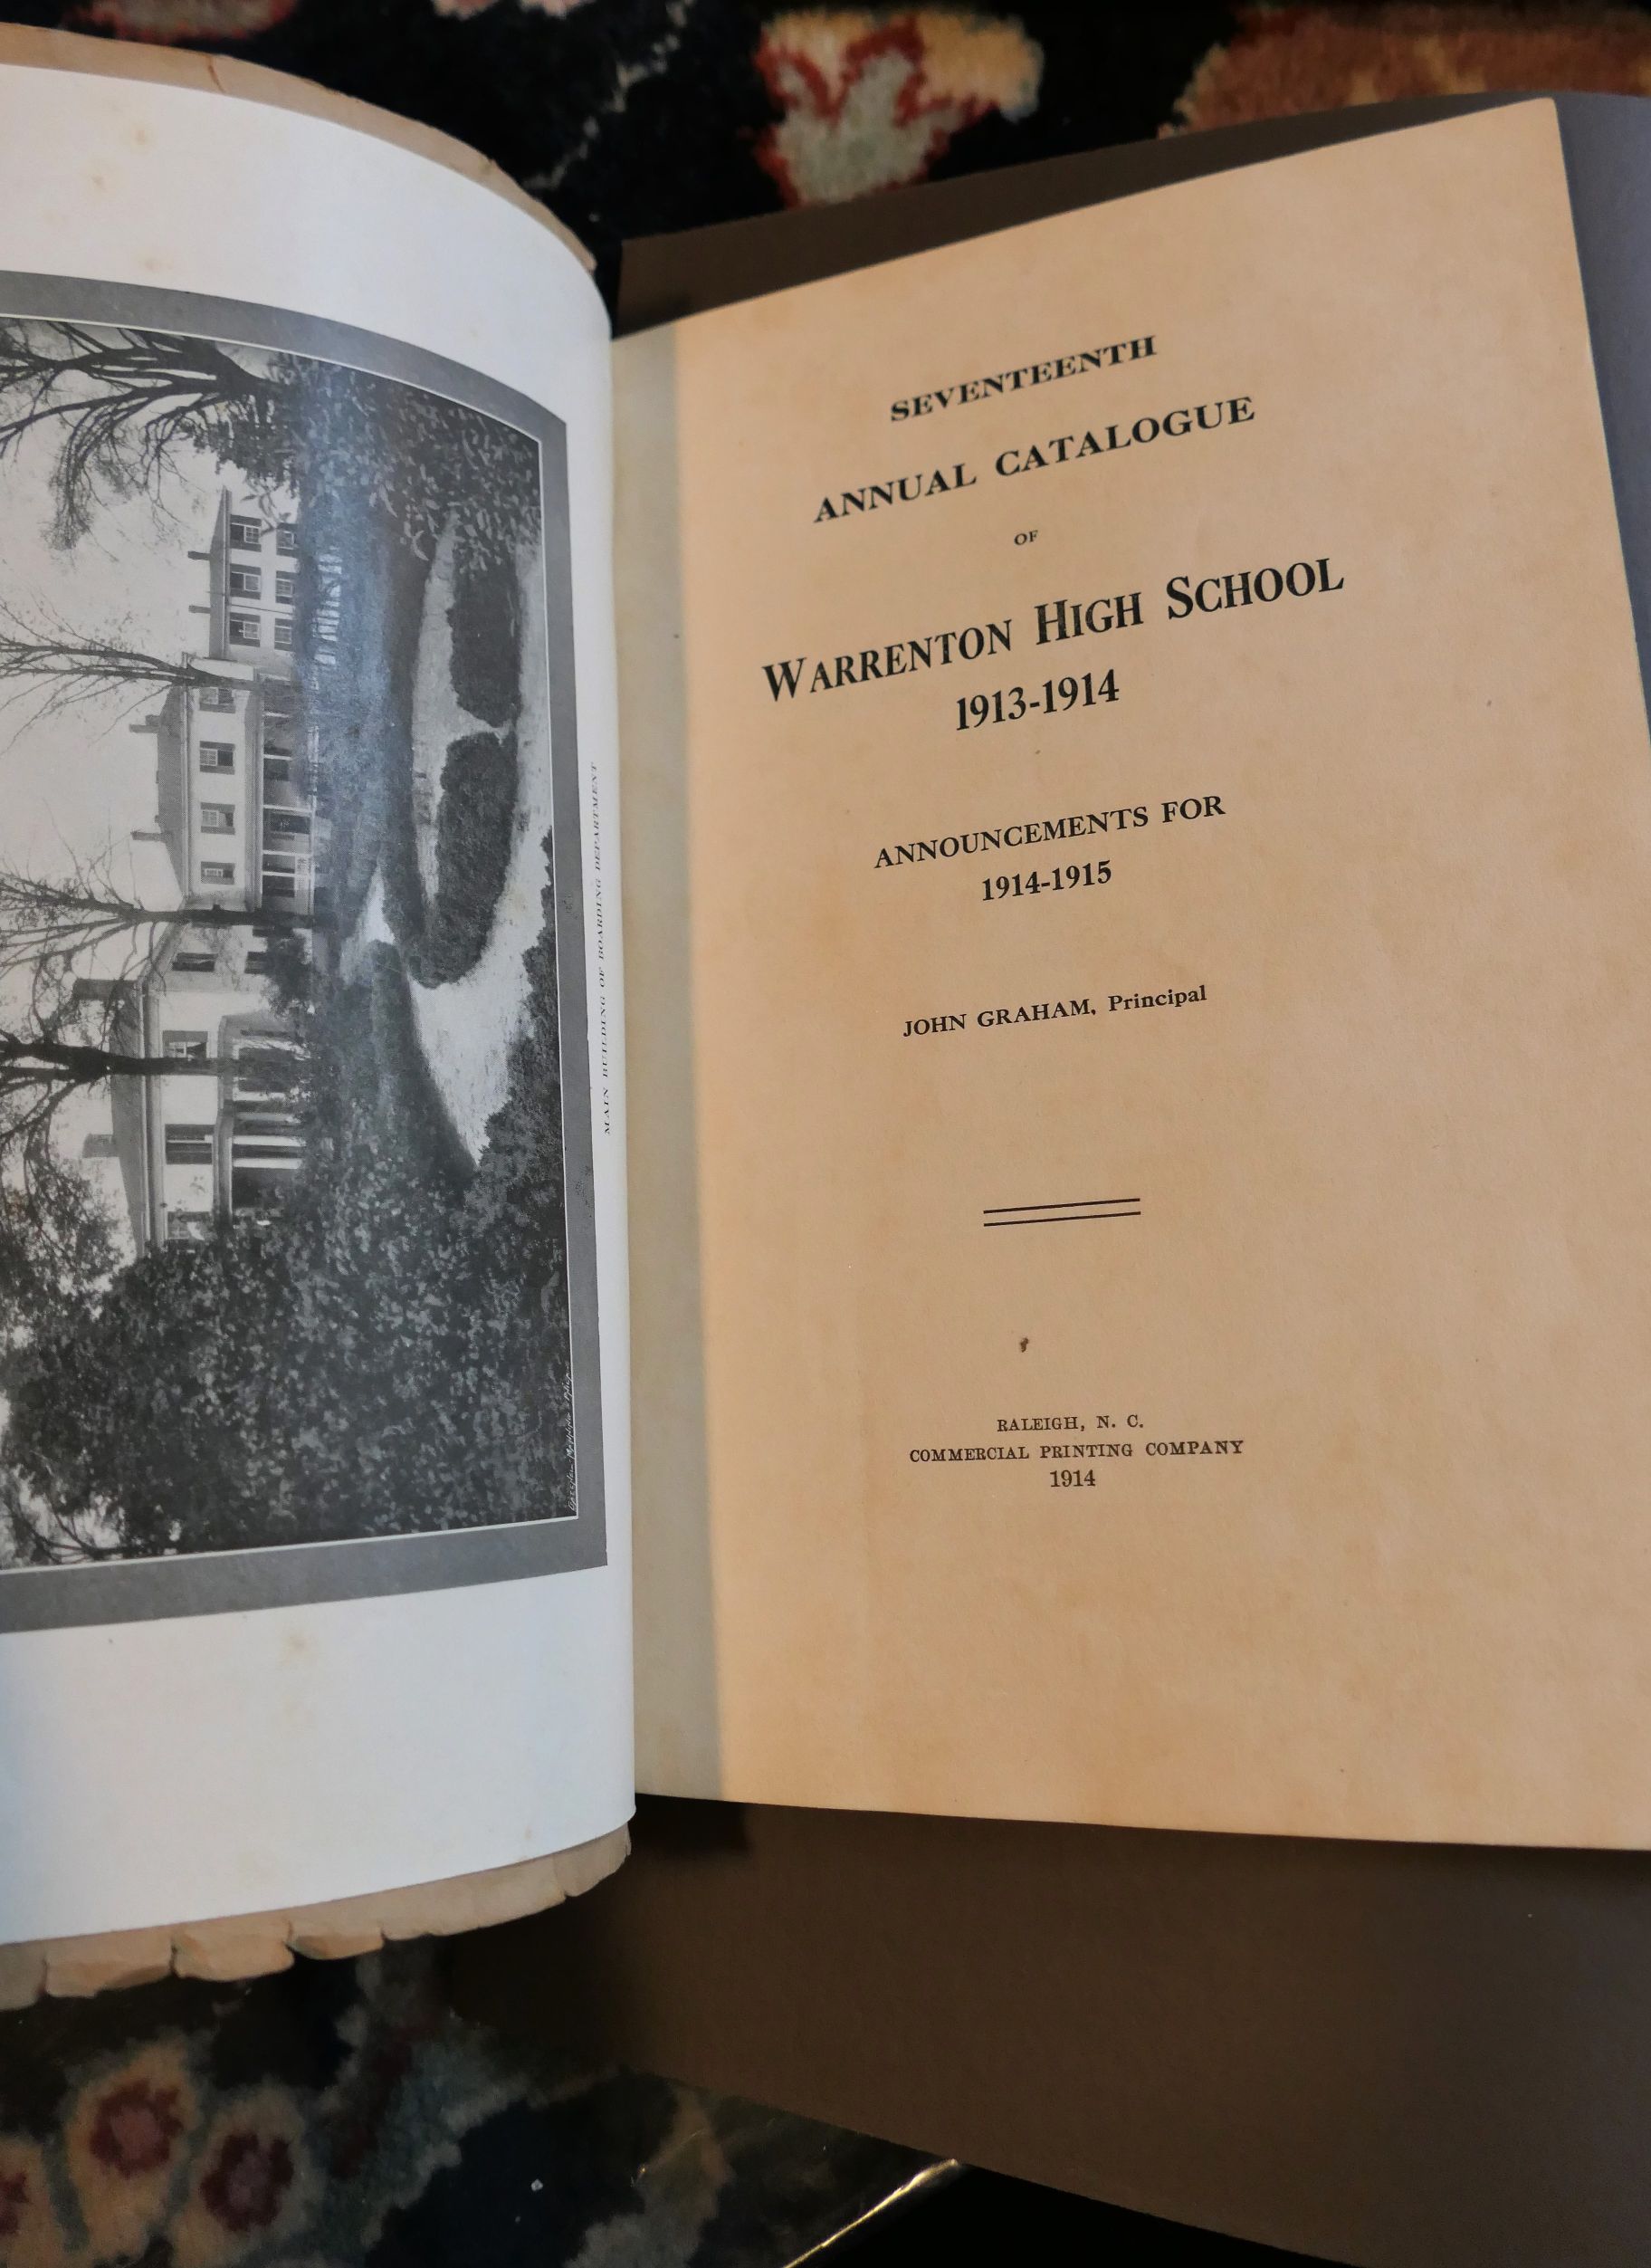 MAIN BUILDING OF BOARDING DEPARTMENT
SEVENTEENTH
ANNUAL CATALOGUE
OF
WARRENTON HIGH SCHOOL
1913-1914
ANNOUNCEMENTS FOR
1914-1915
JOHN GRAHAM, Principal
RALEIGH, N. C.
COMMERCIAL PRINTING COMPANY
1914